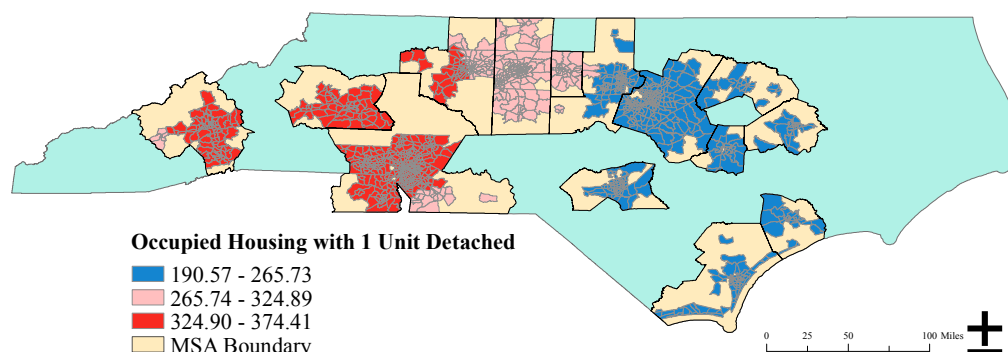 Occupied Housing with 1 Unit Detached
190.57 - 265.73
265.74 - 324.89
324.90 - 374.41
MSA Boundary
0 25 50 100 Miles